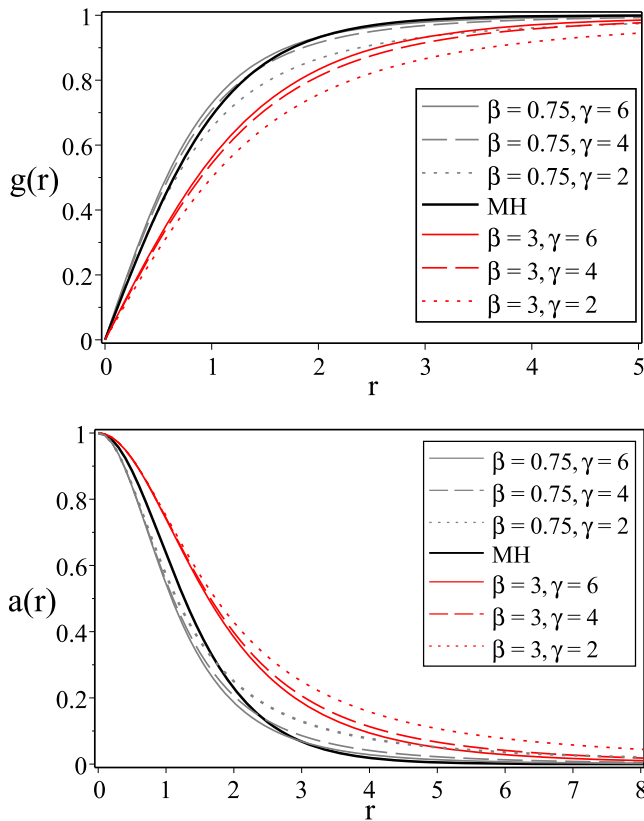 1
0.8
0.6
g(r)
0.4
0.2
0
0 1 2 3 4 5
r
β = 0.75, γ = 6
β = 0.75, γ = 4
β = 0.75, γ = 2
MH
β = 3, γ = 6
β = 3, γ = 4
β = 3, γ = 2
1
0.8
0.6
a(r)
0.4
0.2
0
0 1 2 3 4 5 6 7 8
r
β = 0.75, γ = 6
β = 0.75, γ = 4
β = 0.75, γ = 2
MH
β = 3, γ = 6
β = 3, γ = 4
β = 3, γ = 2